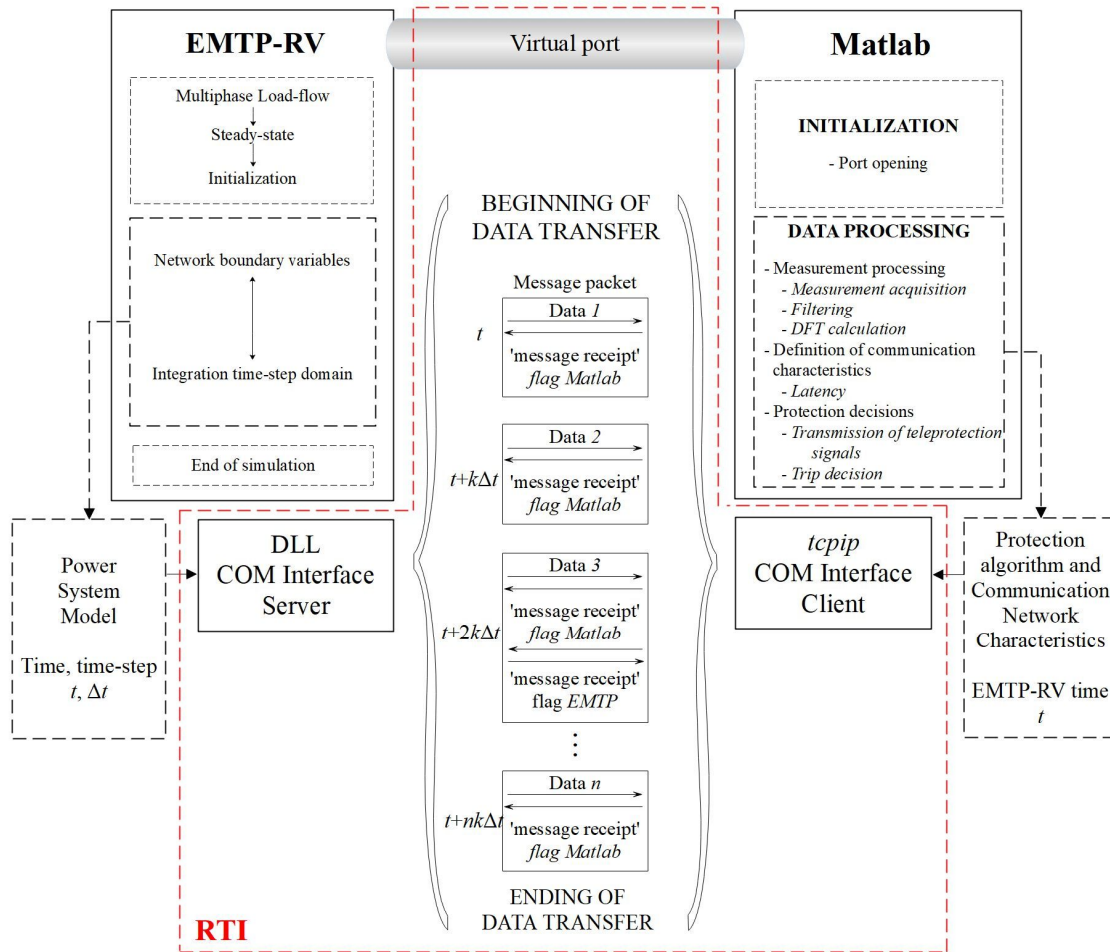 EMTP-RV
Multiphase Load-flow
Steady-state
Initialization
Network boundary variables
Integration time-step domain
End of simulation
Power
System
Model
Time, time-step
t, Δt
DLL
COM Interface
Server
Virtual port
BEGINNING OF
DATA TRANSFER
Message packet
Data 1
t
'message receipt'
flag Matlab
Data 2
t+kΔt
'message receipt'
flag Matlab
Data 3
t+2kΔt
'message receipt'
flag Matlab
'message receipt'
flag EMTP
⋮
Data n
t+nkΔt
'message receipt'
flag Matlab
ENDING OF
DATA TRANSFER
RTI
Matlab
INITIALIZATION
- Port opening
DATA PROCESSING
- Measurement processing
- Measurement acquisition
- Filtering
- DFT calculation
- Definition of communication
characteristics
- Latency
- Protection decisions
- Transmission of teleprotection
signals
- Trip decision
tcpip
COM Interface
Client
Protection
algorithm and
Communication
Network
Characteristics
EMTP-RV time
t